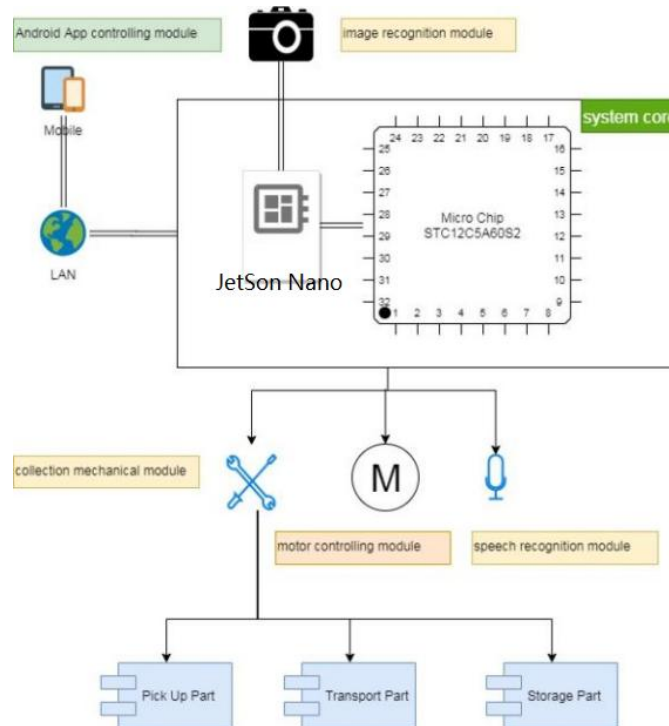 Android App controlling module
image recognition module
Mobile
system core
24 23 22 21 20 19 18 17
25
26
27
28
29
30
31
32
16
15
14
13
12
11
10
9
Micro Chip
STC12C5A60S2
1 2 3 4 5 6 7 8
LAN
JetSon Nano
collection mechanical module
M
motor controlling module
speech recognition module
Pick Up Part
Transport Part
Storage Part